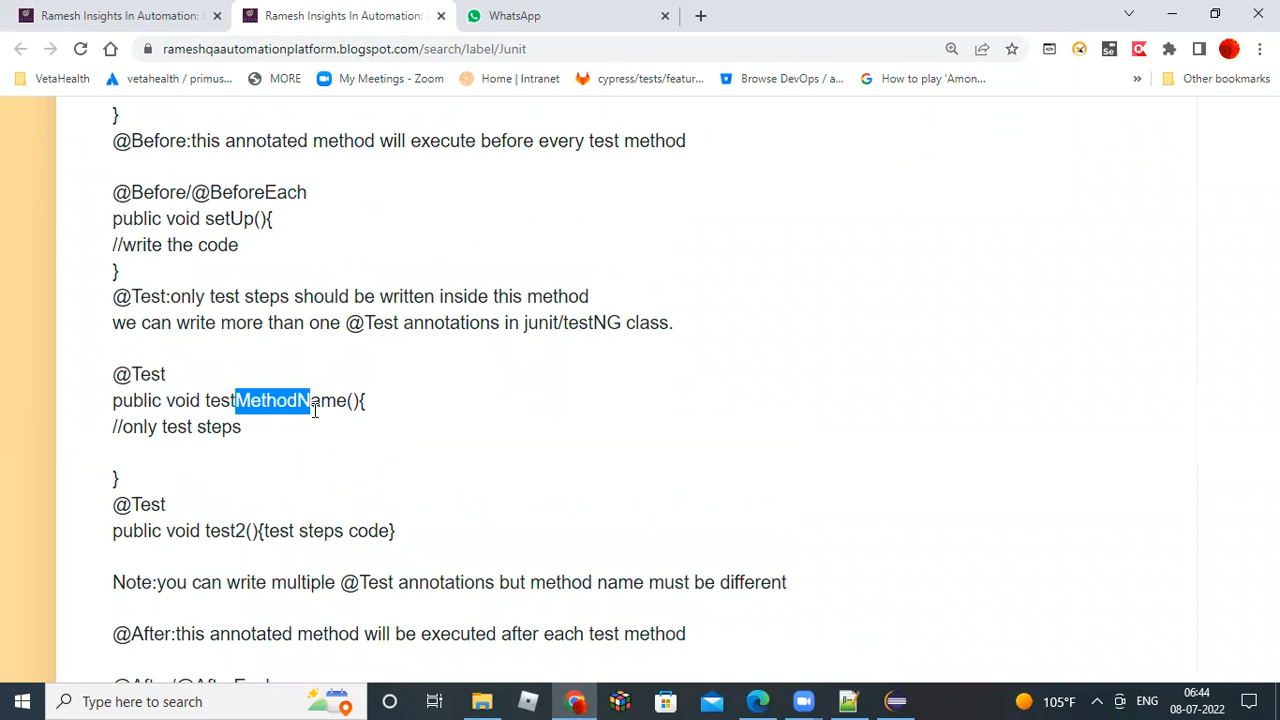 Ramesh Insights In Automation:
Ramesh Insights In Automation:
WhatsApp
rameshqaautomationplatform.blogspot.com/search/label/Junit
VetaHealth
vetahealth / primus...
MORE
My Meetings - Zoom
Home | Intranet
cypress/tests/featur...
Browse DevOps / a...
How to play 'Amon...
»
Other bookmarks
}
@Before:this annotated method will execute before every test method
@Before/@BeforeEach
public void setUp(){
//write the code
}
@Test:only test steps should be written inside this method
we can write more than one @Test annotations in junit/testNG class.
@Test
public void testMethodName(){
//only test steps
}
@Test
public void test2(){test steps code}
Note:you can write multiple @Test annotations but method name must be different
@After:this annotated method will be executed after each test method
Type here to search
105°F
ENG
06:44
08-07-2022